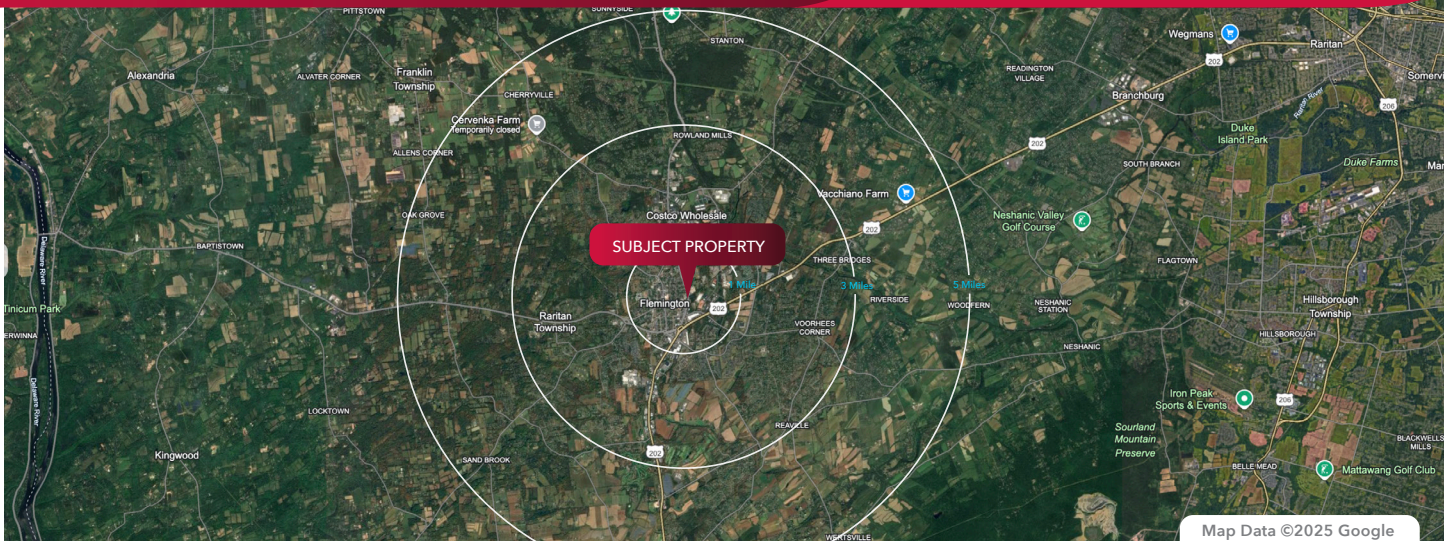 PITTSTOWN
SUNNYSIDE
STANTON
Wegmans
202
Raritan
Alexandria
ALVATER CORNER
Franklin
Township
READINGTON
VILLAGE
Somervi
CHERRYVILLE
Branchburg
Raritan River
206
Cervenka Farm
Temporarily closed
ROWLAND MILLS
202
Duke
Island Park
ALLENS CORNER
SOUTH BRANCH
Duke Farms
Mar
Vacchiano Farm
OAK GROVE
Costco Wholesale
202
Neshanic Valley
Golf Course
BAPTISTOWN
SUBJECT PROPERTY
Delaware River
THREE BRIDGES
FLAGTOWN
1 Mile
3 Miles
5 Miles
Tinicum Park
Flemington
202
RIVERSIDE
WOODFERN
NESHANIC
STATION
Hillsborough
Township
Raritan
Township
VOORHEES
CORNER
ERWINNA
HILLSBOROUGH
NESHANIC
Delaware River
Iron Peak
Sports & Events
206
LOCKTOWN
REAVILLE
Sourland
Mountain
Preserve
BLACKWELLS
MILLS
Kingwood
202
SAND BROOK
BELLE MEAD
Mattawang Golf Club
WERTSVILLE
Map Data ©2025 Google